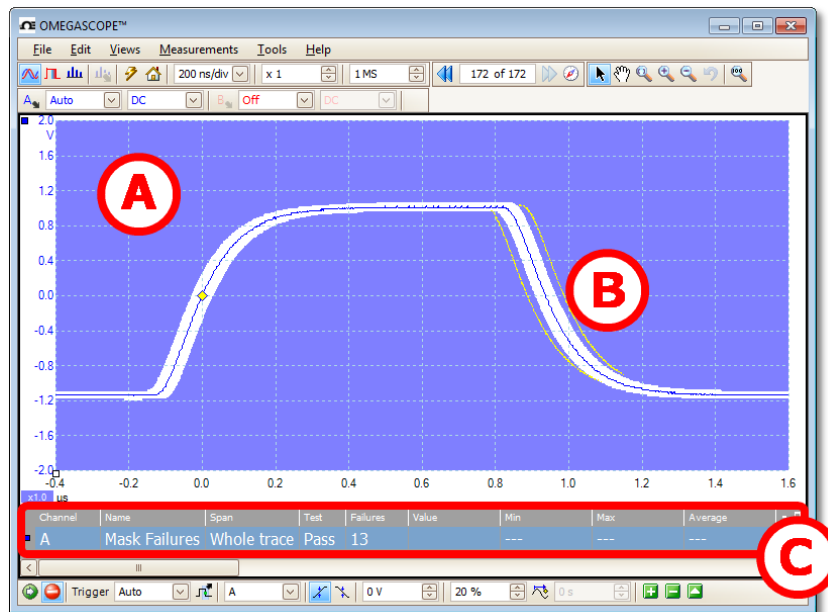 OMEGASCOPE™
File Edit Views Measurements Tools Help
200 ns/div x 1 1 MS 172 of 172
A Auto DC B Off DC
2.0
V
1.6
1.2
0.8
0.4
0.0
-0.4
-0.8
-1.2
-1.6
-2.0
A
B
-0.4 -0.2 0.0 0.2 0.4 0.6 0.8 1.0 1.2 1.4 1.6
x1.0 µs
Channel Name Span Test Failures Value Min Max Average
A Mask Failures Whole trace Pass 13 --- --- ---
C
Trigger Auto A 0 V 20 % 0 s